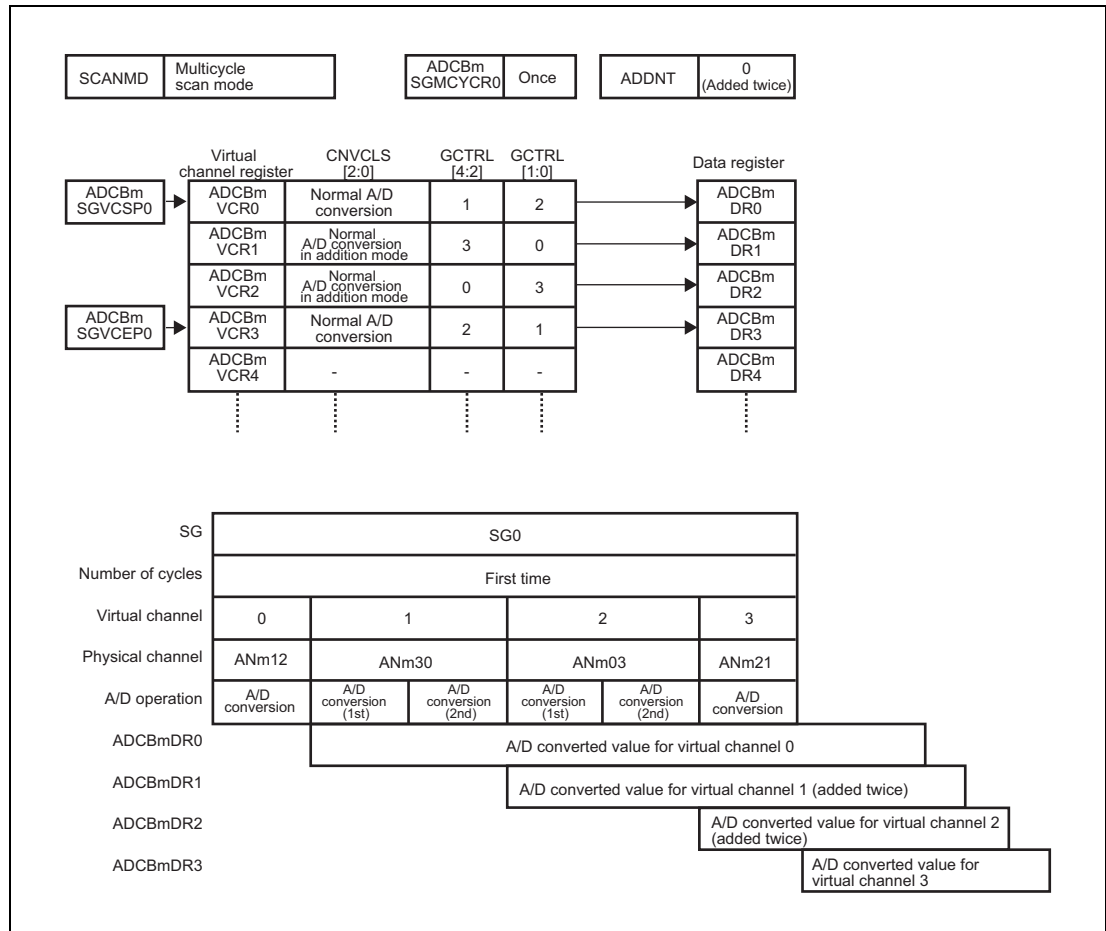 SCANMD
Multicycle
scan mode
ADCBm
SGMCYCR0
Once
ADDNT
0
(Added twice)
Virtual
channel register
CNVCLS
[2:0]
GCTRL
[4:2]
GCTRL
[1:0]
Data register
ADCBm
SGVCSP0
ADCBm
VCR0
Normal A/D
conversion
1
2
ADCBm
DR0
ADCBm
VCR1
Normal
A/D conversion
in addition mode
3
0
ADCBm
DR1
ADCBm
VCR2
Normal
A/D conversion
in addition mode
0
3
ADCBm
DR2
ADCBm
SGVCEP0
ADCBm
VCR3
Normal A/D
conversion
2
1
ADCBm
DR3
ADCBm
VCR4
-
-
-
ADCBm
DR4
SG
SG0
Number of cycles
First time
Virtual channel
0
1
2
3
Physical channel
ANm12
ANm30
ANm03
ANm21
A/D operation
A/D
conversion
A/D
conversion
(1st)
A/D
conversion
(2nd)
A/D
conversion
(1st)
A/D
conversion
(2nd)
A/D
conversion
ADCBmDR0
A/D converted value for virtual channel 0
ADCBmDR1
A/D converted value for virtual channel 1 (added twice)
ADCBmDR2
A/D converted value for virtual channel 2
(added twice)
ADCBmDR3
A/D converted value for
virtual channel 3